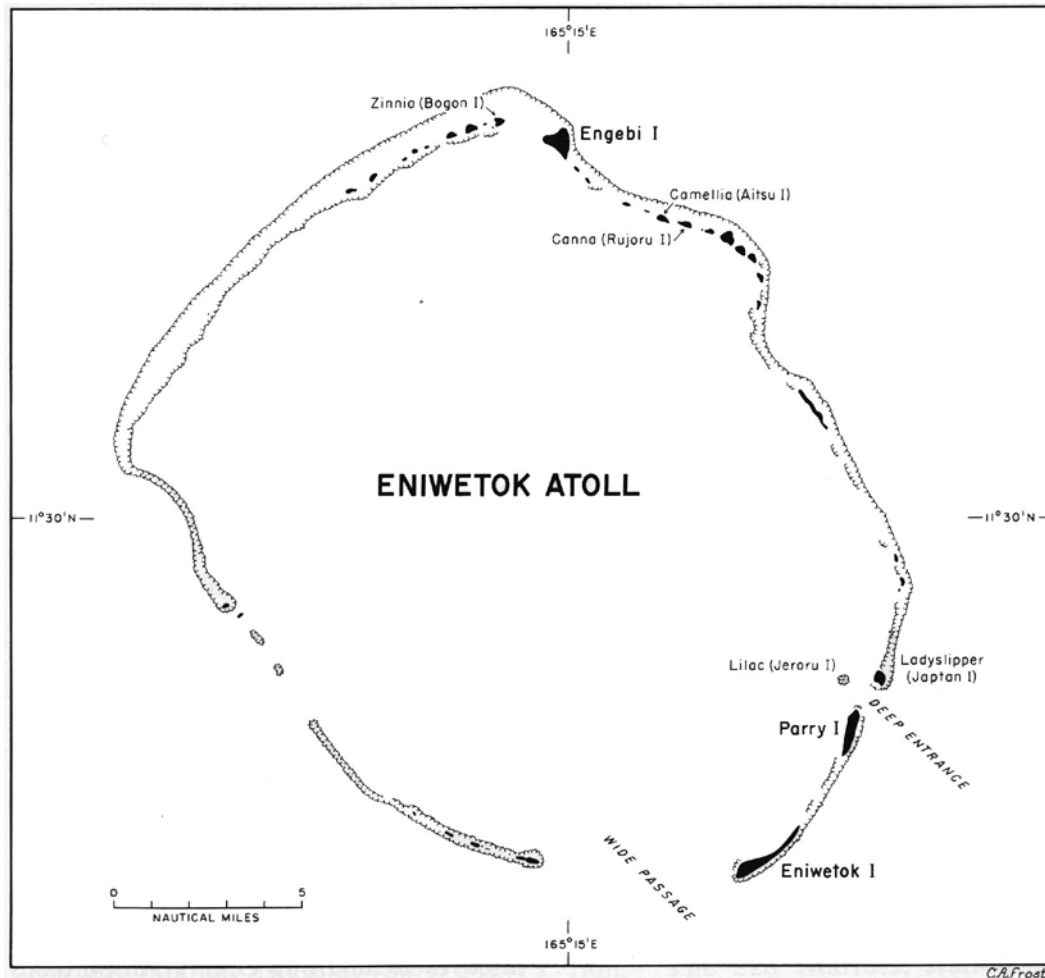 165°15'E
Zinnia (Bogon I)
Engebi I
Camellia (Aitsu I)
Canna (Rujoru I)
ENIWETOK ATOLL
11°30'N
11°30'N
Lilac (Jeroru I)
Ladyslipper
(Japtan I)
DEEP ENTRANCE
Parry I
WIDE PASSAGE
Eniwetok I
0 5
NAUTICAL MILES
165°15'E
C.A.Frost